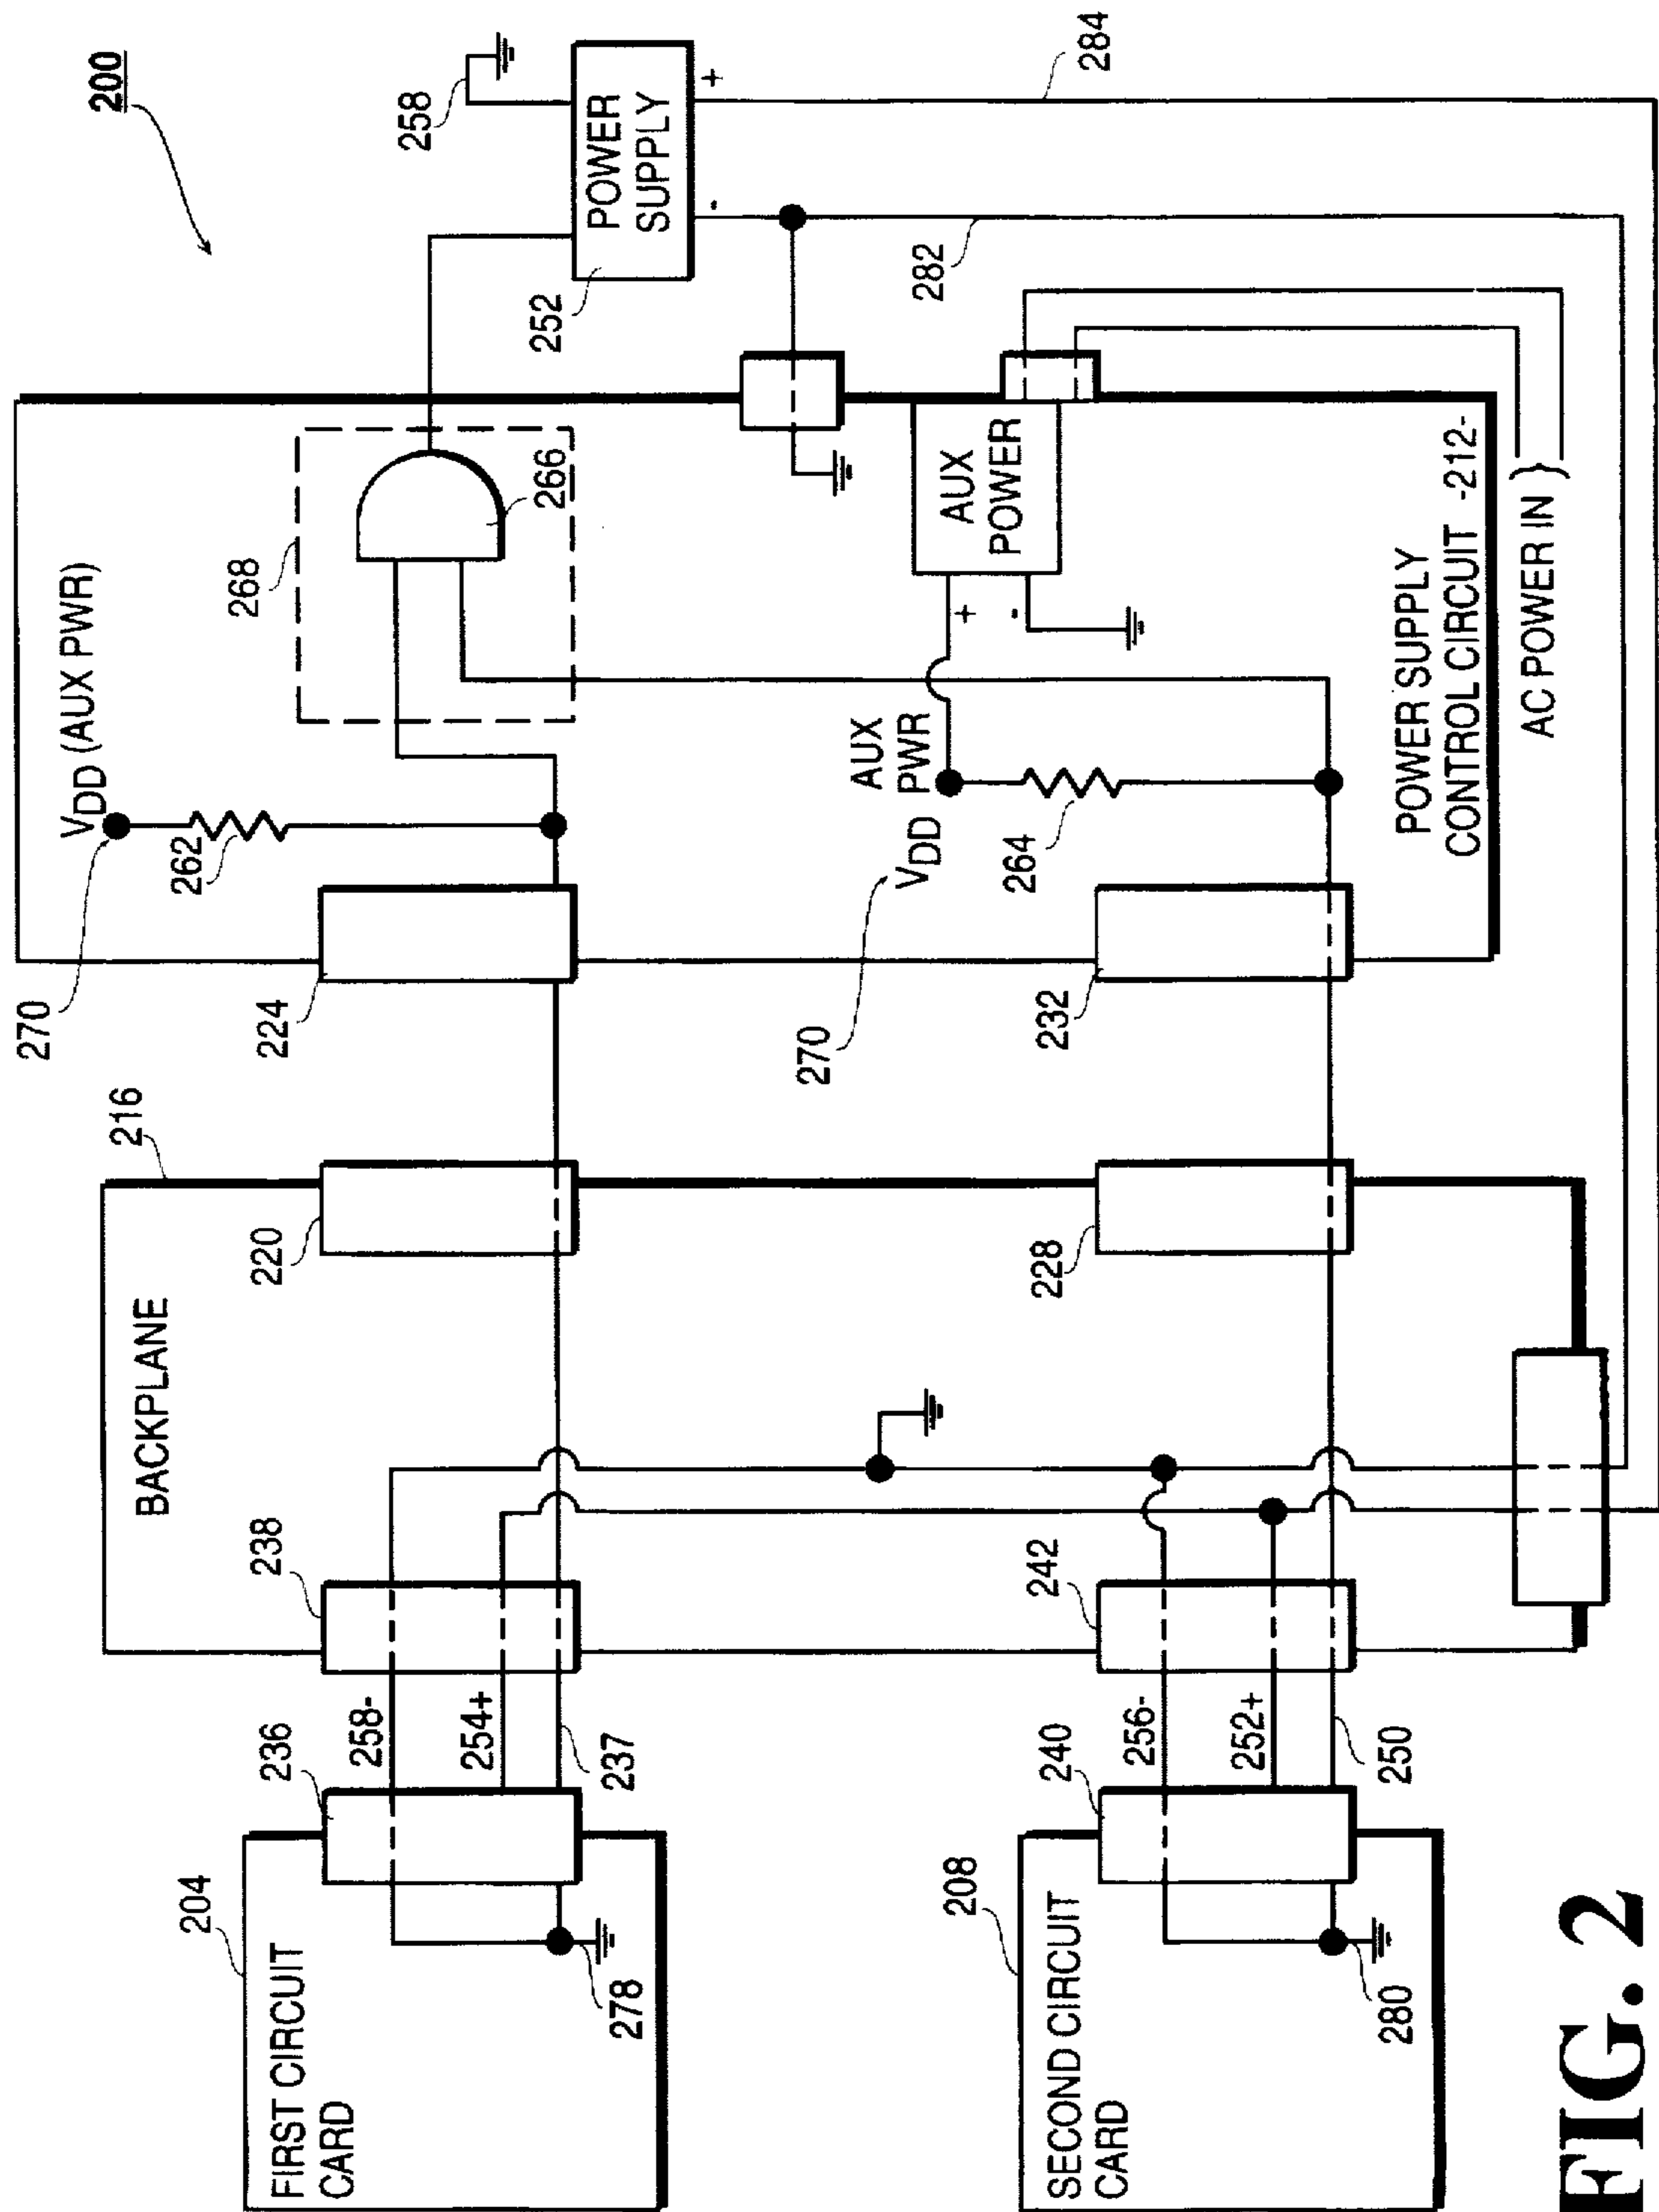 200
258
POWER
SUPPLY
252
+
-
284
282
268
266
VDD (AUX PWR)
270
262
224
AUX
POWER
+
-
AUX
PWR
VDD
270
264
232
POWER SUPPLY
CONTROL CIRCUIT -212-
AC POWER IN }
216
BACKPLANE
220
228
238
242
236
258-
254+
237
240
256-
252+
250
204
FIRST CIRCUIT
CARD
278
208
SECOND CIRCUIT
CARD
280
FIG. 2